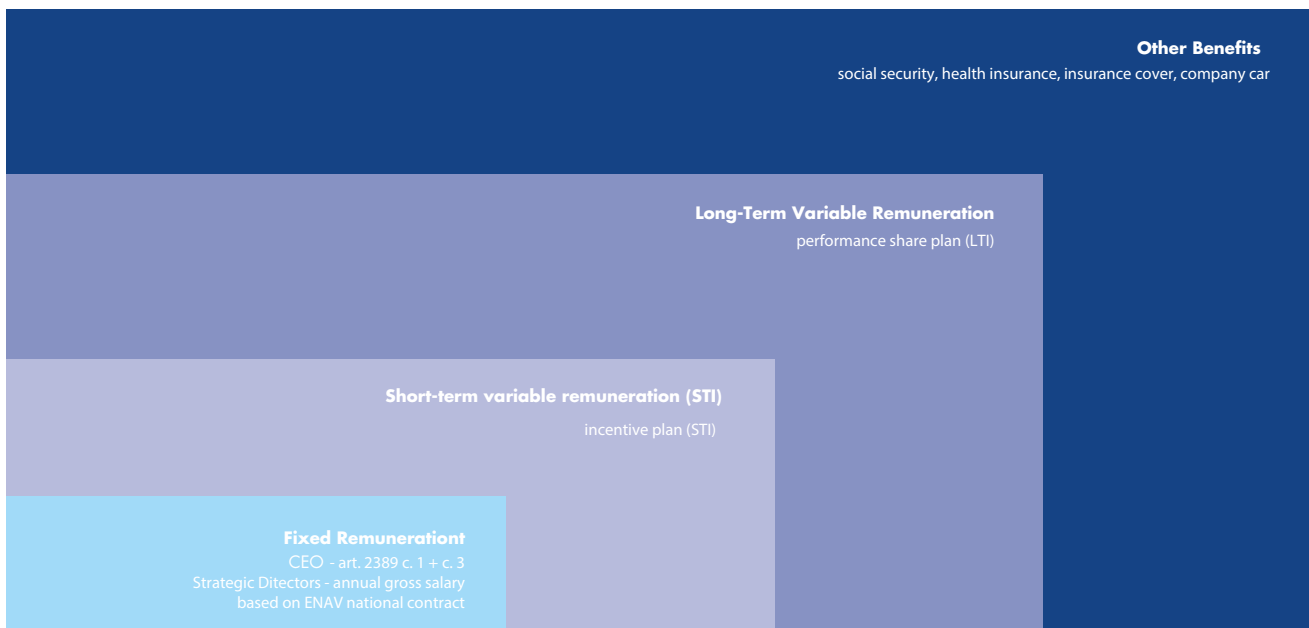 Other Benefits
social security, health insurance, insurance cover, company car
Long-Term Variable Remuneration
performance share plan (LTI)
Short-term variable remuneration (STI)
incentive plan (STI)
Fixed Remunerationt
CEO - art. 2389 c. 1 + c. 3
Strategic Ditectors - annual gross salary
based on ENAV national contract